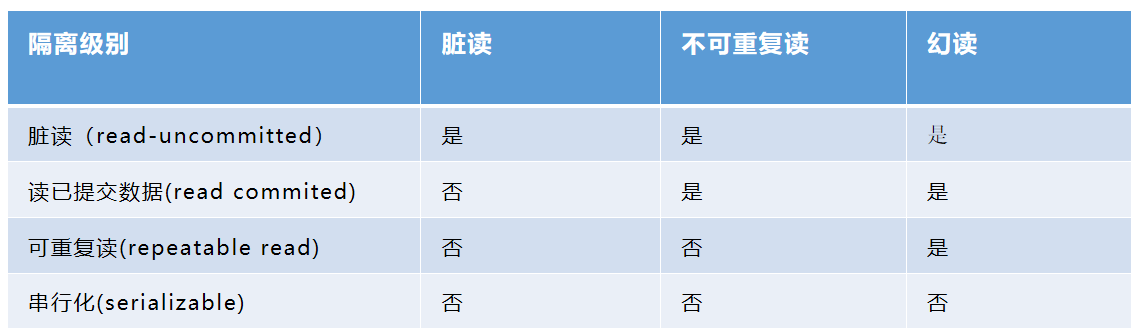 隔离级别 脏读 不可重复读 幻读
脏读（read-uncommitted） 是 是 是
读已提交数据(read commited) 否 是 是
可重复读(repeatable read) 否 否 是
串行化(serializable) 否 否 否